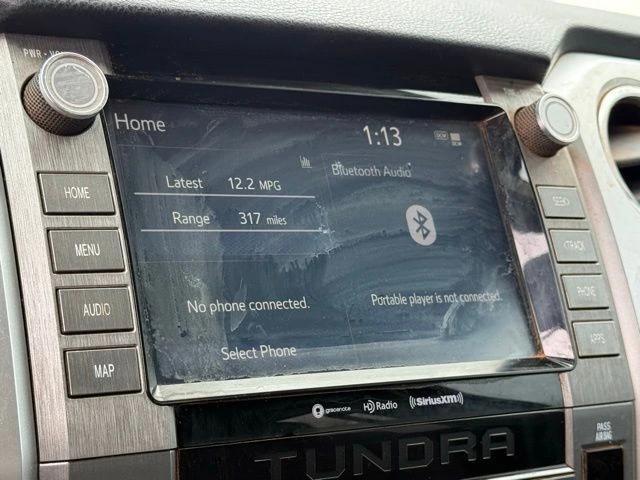 PWR - VOL
Home
1:13
DCM
DCM
Latest 12.2 MPG
Bluetooth Audio
Range 317 miles
No phone connected.
Portable player is not connected.
Select Phone
HOME
MENU
AUDIO
MAP
SEEK>
<TRACK
PHONE
APPS
gracenote HD Radio ((SiriusXM))
TUNDRA
PASS
AIRBAG